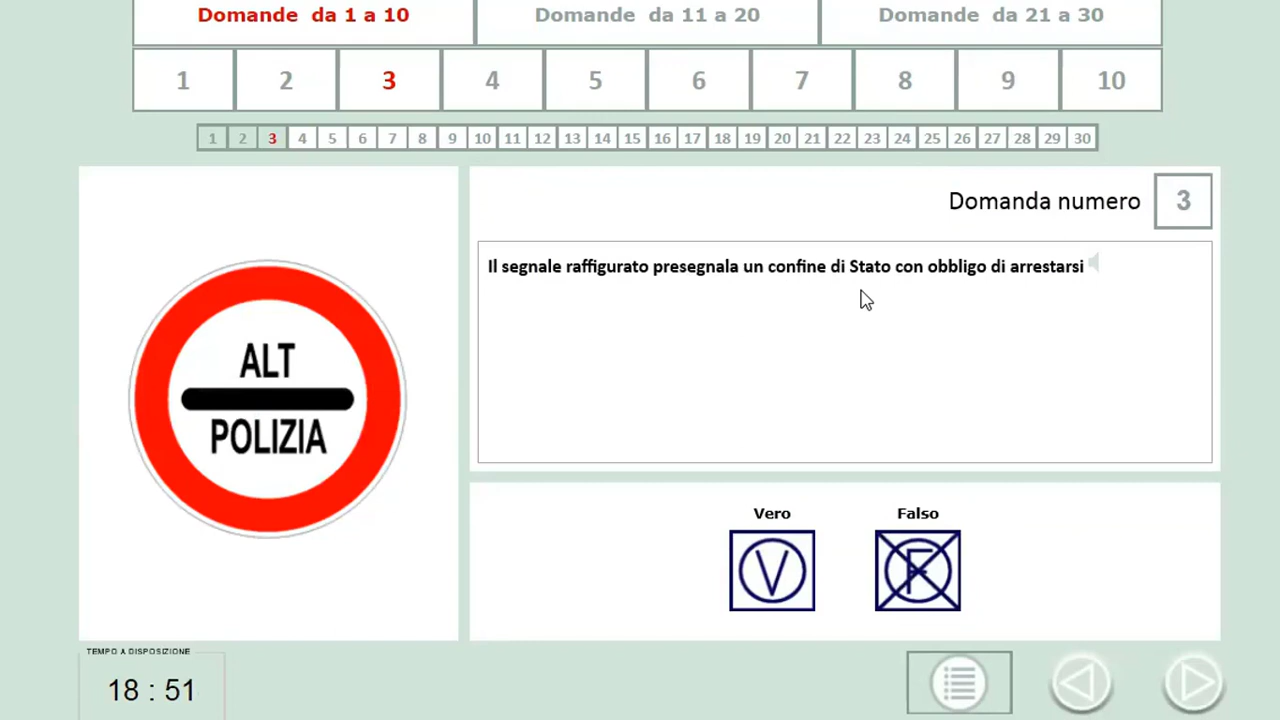 Domande da 1 a 10 Domande da 11 a 20 Domande da 21 a 30
1 2 3 4 5 6 7 8 9 10
1 2 3 4 5 6 7 8 9 10 11 12 13 14 15 16 17 18 19 20 21 22 23 24 25 26 27 28 29 30
Domanda numero 3
Il segnale raffigurato presegnala un confine di Stato con obbligo di arrestarsi
ALT
POLIZIA
Vero Falso
V F
TEMPO A DISPOSIZIONE
18 : 51